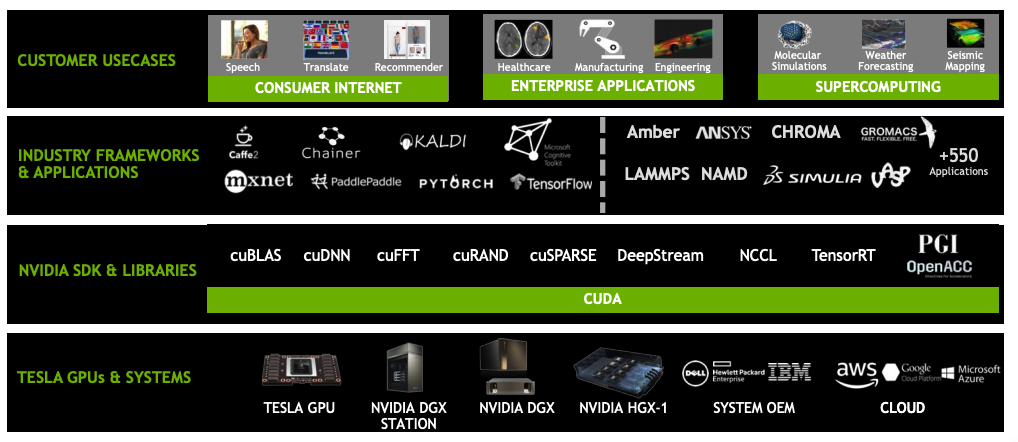 CUSTOMER USECASES
Speech
TRANSLATE
Translate
Recommender
CONSUMER INTERNET
Healthcare
Manufacturing
Engineering
ENTERPRISE APPLICATIONS
Molecular
Simulations
Weather
Forecasting
Seismic
Mapping
SUPERCOMPUTING
INDUSTRY FRAMEWORKS
& APPLICATIONS
Caffe2
Chainer
KALDI
Microsoft
Cognitive
Toolkit
mxnet
PaddlePaddle
PYTORCH
TensorFlow
Amber
ANSYS
CHROMA
GROMACS
FAST. FLEXIBLE. FREE.
LAMMPS
NAMD
SIMULIA
VASP
+550
Applications
NVIDIA SDK & LIBRARIES
cuBLAS
cuDNN
cuFFT
cuRAND
cuSPARSE
DeepStream
NCCL
TensorRT
PGI
OpenACC
CUDA
TESLA GPUs & SYSTEMS
TESLA GPU
NVIDIA DGX
STATION
NVIDIA DGX
NVIDIA HGX-1
DELL
Hewlett Packard
Enterprise
IBM
SYSTEM OEM
aws
Google
Cloud Platform
Microsoft
Azure
CLOUD